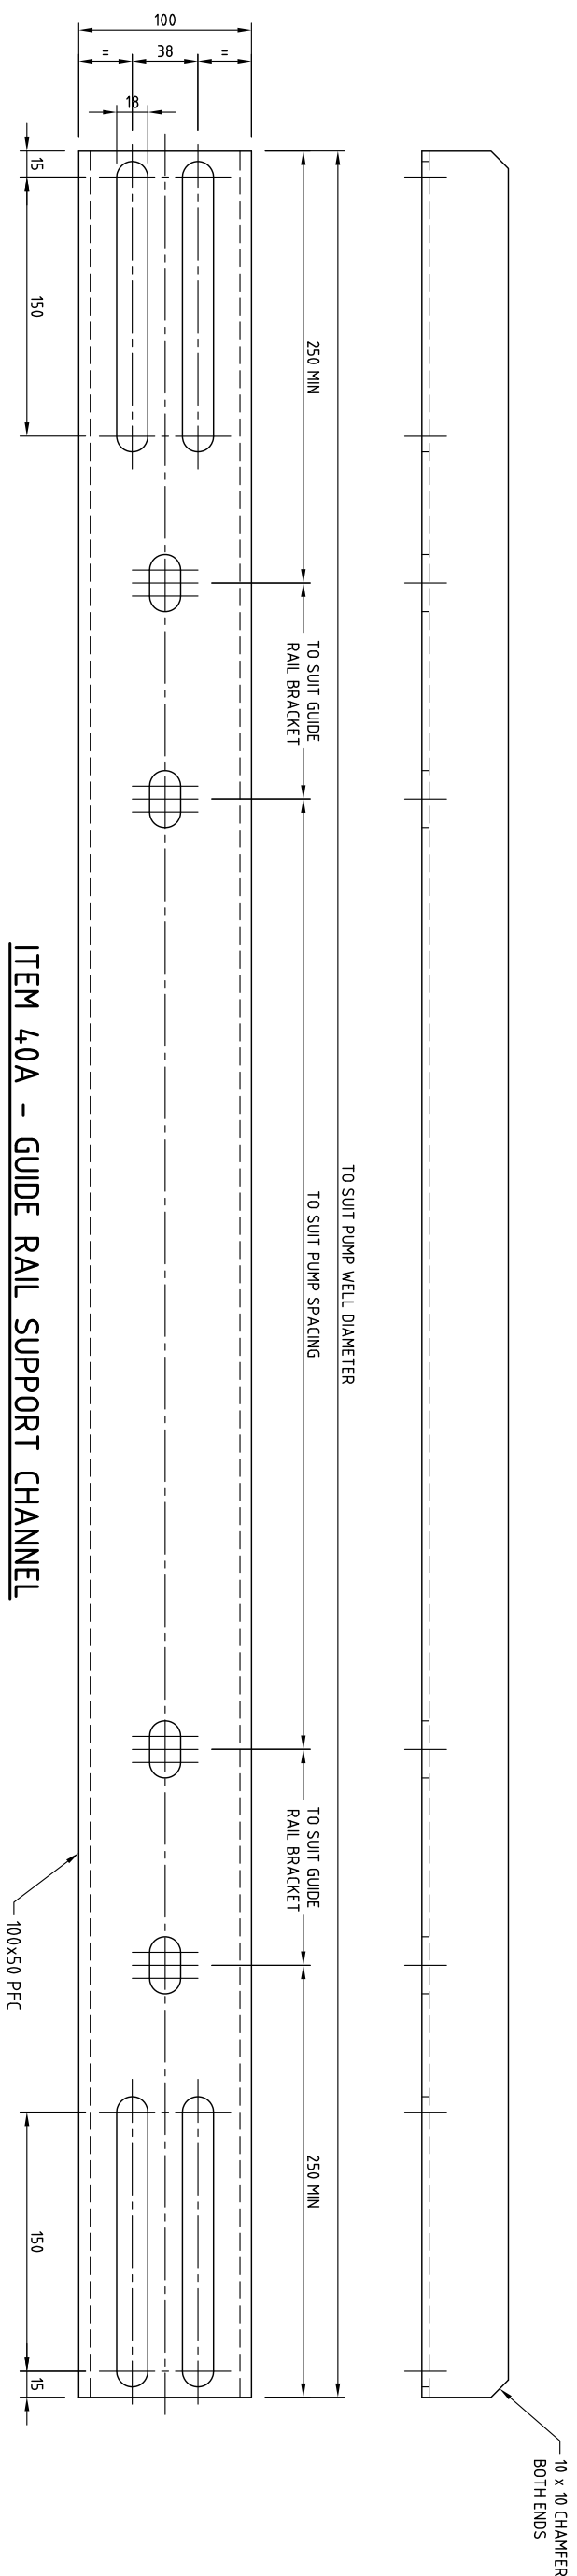 10 x 10 CHAMFER
BOTH ENDS
TO SUIT PUMP WELL DIAMETER
250 MIN
TO SUIT GUIDE
RAIL BRACKET
TO SUIT PUMP SPACING
TO SUIT GUIDE
RAIL BRACKET
250 MIN
100
=
38
=
18
15
150
150
15
100x50 PFC
ITEM 40A - GUIDE RAIL SUPPORT CHANNEL